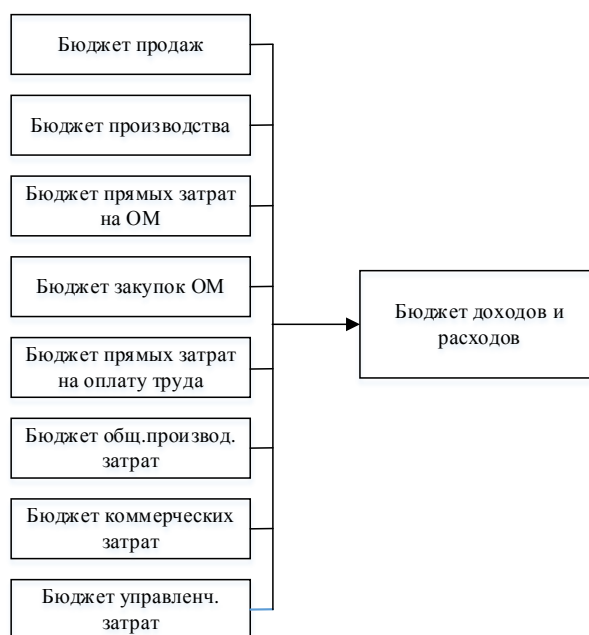 Бюджет продаж
Бюджет производства
Бюджет прямых затрат
на ОМ
Бюджет закупок ОМ
Бюджет прямых затрат
на оплату труда
Бюджет общ.производ.
затрат
Бюджет коммерческих
затрат
Бюджет управленч.
затрат
Бюджет доходов и
расходов